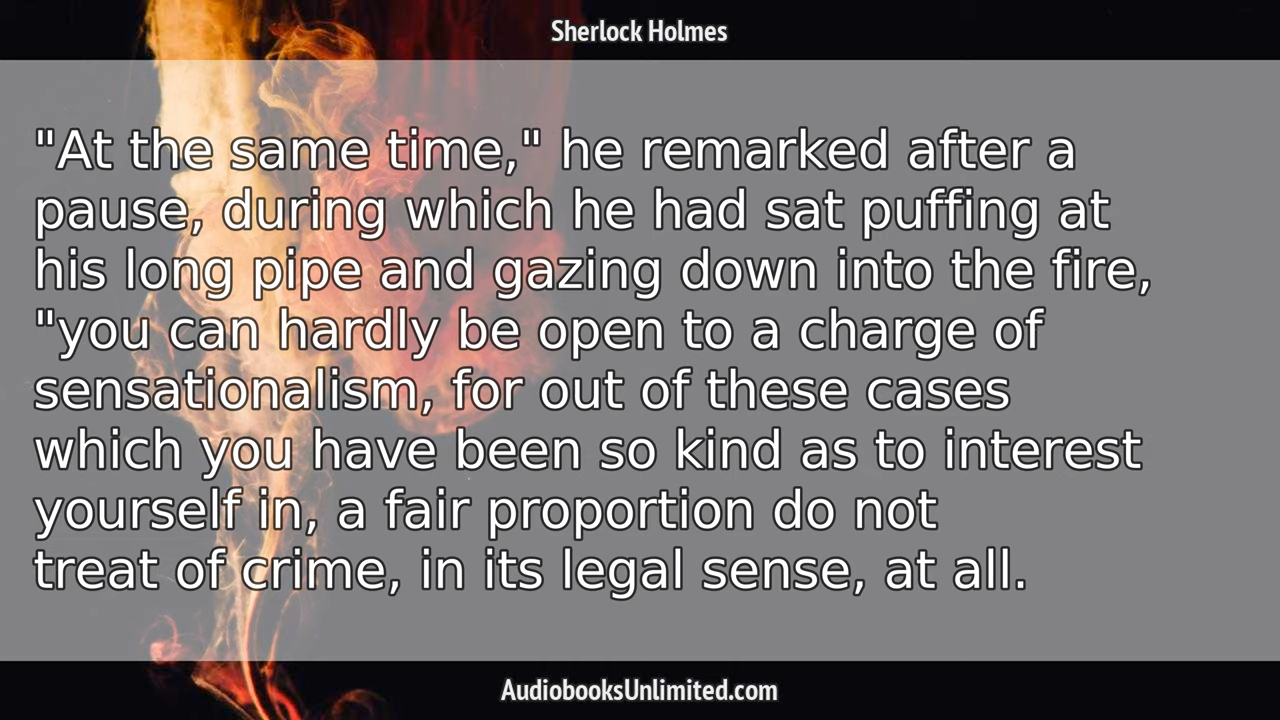 Sherlock Holmes
"At the same time," he remarked after a
pause, during which he had sat puffing at
his long pipe and gazing down into the fire,
"you can hardly be open to a charge of
sensationalism, for out of these cases
which you have been so kind as to interest
yourself in, a fair proportion do not
treat of crime, in its legal sense, at all.
AudiobooksUnlimited.com